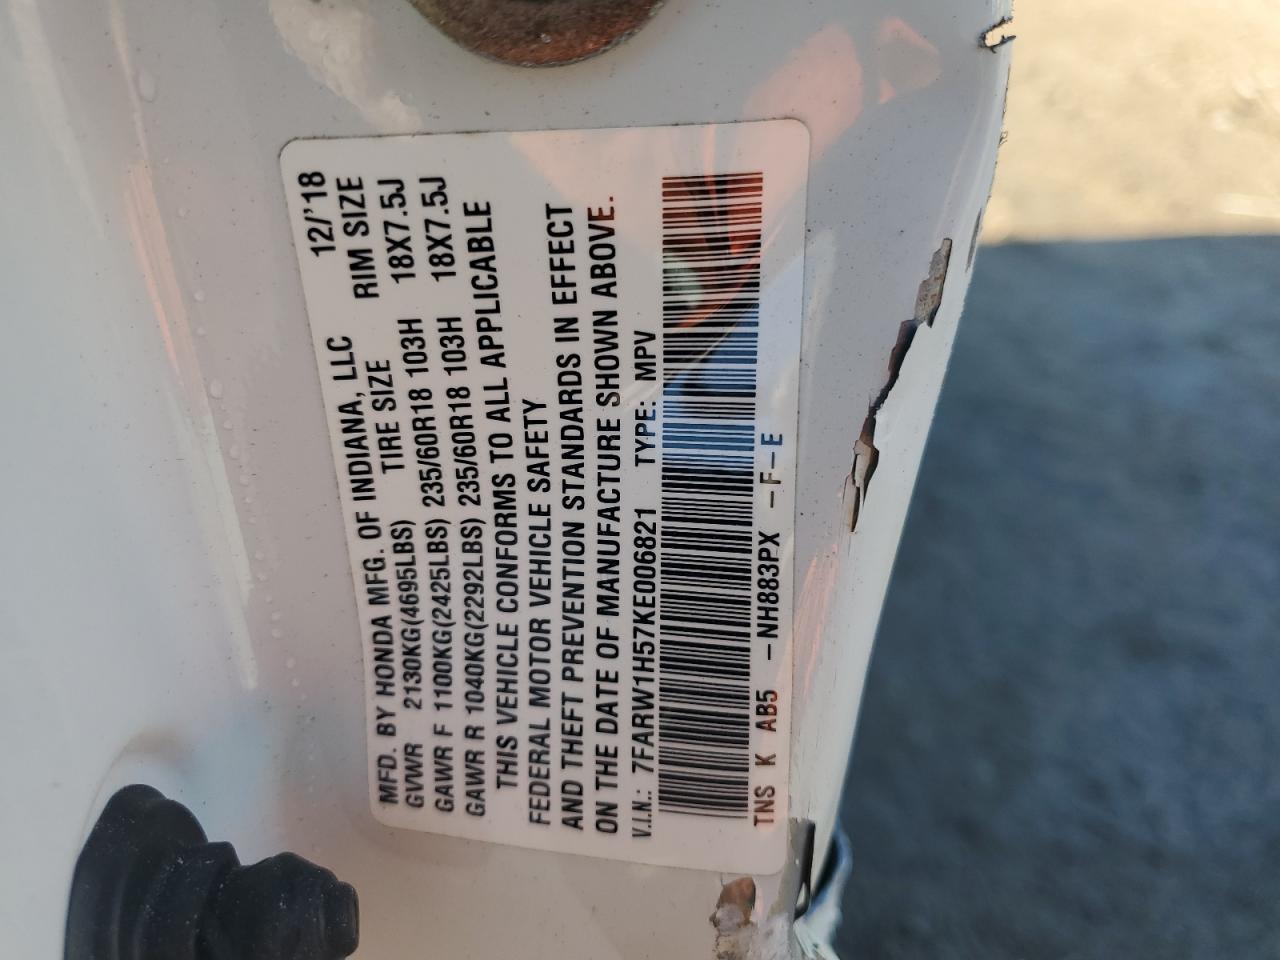 MFD. BY HONDA MFG. OF INDIANA, LLC 12/'18
GVWR 2130KG(4695LBS) TIRE SIZE RIM SIZE
GAWR F 1100KG(2425LBS) 235/60R18 103H 18X7.5J
GAWR R 1040KG(2292LBS) 235/60R18 103H 18X7.5J
THIS VEHICLE CONFORMS TO ALL APPLICABLE
FEDERAL MOTOR VEHICLE SAFETY
AND THEFT PREVENTION STANDARDS IN EFFECT
ON THE DATE OF MANUFACTURE SHOWN ABOVE.
V.I.N.: 7FARW1H57KE006821 TYPE: MPV
TNS K AB5 -NH883PX -F-E